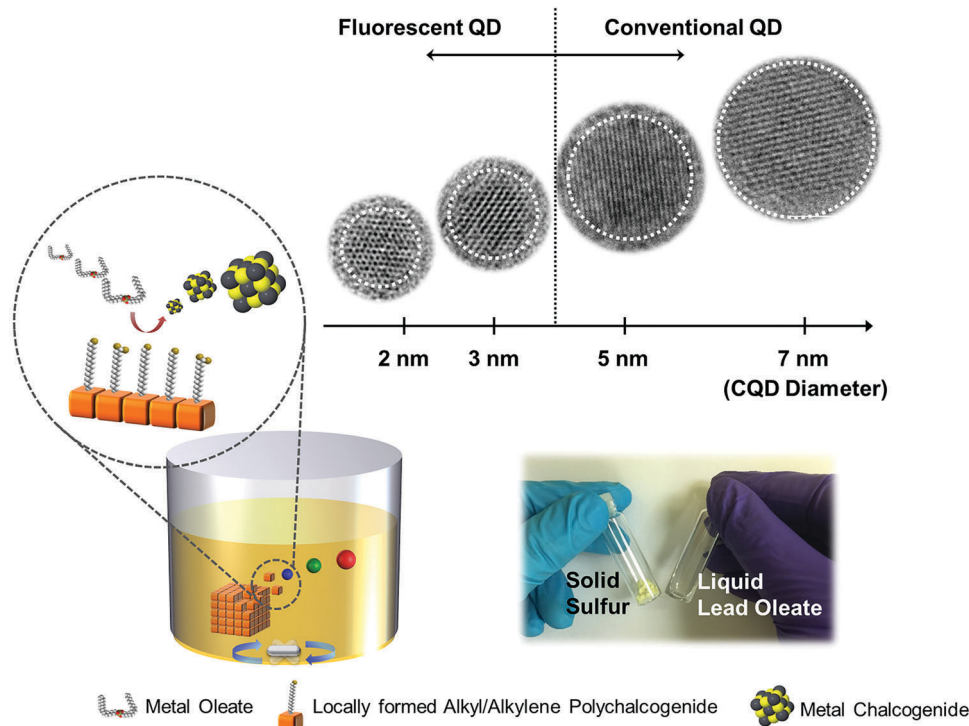 Fluorescent QD
Conventional QD
2 nm
3 nm
5 nm
7 nm
(CQD Diameter)
Solid
Sulfur
Liquid
Lead Oleate
Metal Oleate
Locally formed Alkyl/Alkylene Polychalcogenide
Metal Chalcogenide